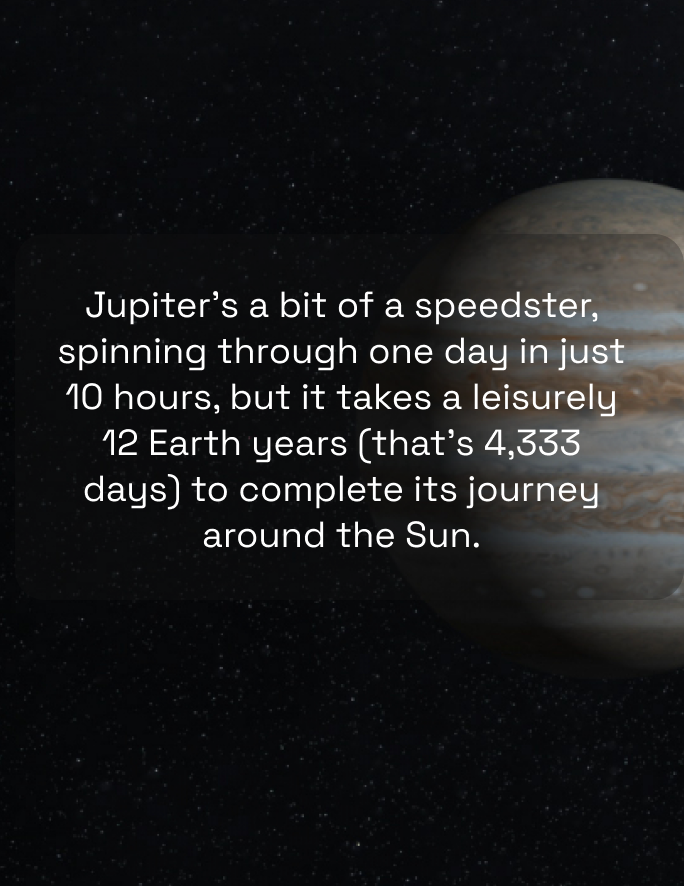 Jupiter’s a bit of a speedster,
spinning through one day in just
10 hours, but it takes a leisurely
12 Earth years (that’s 4,333
days) to complete its journey
around the Sun.